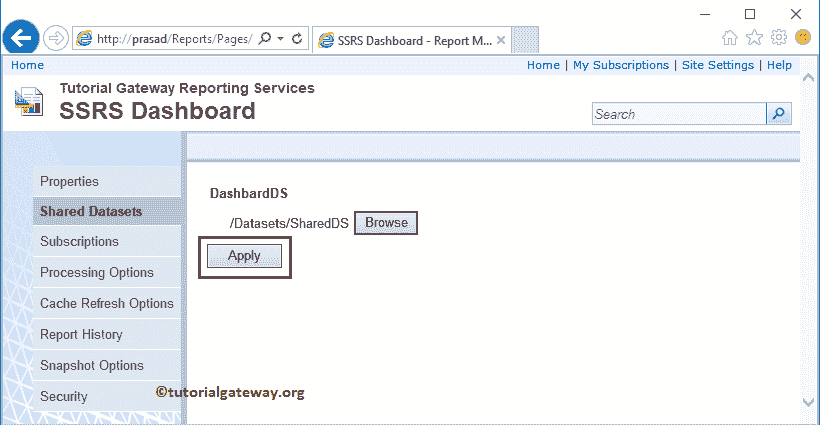 http://prasad/Reports/Pages/
SSRS Dashboard - Report M...
Home
Home | My Subscriptions | Site Settings | Help
Tutorial Gateway Reporting Services
SSRS Dashboard
Search
Properties
Shared Datasets
Subscriptions
Processing Options
Cache Refresh Options
Report History
Snapshot Options
Security
DashbardDS
/Datasets/SharedDS Browse
Apply
©tutorialgateway.org